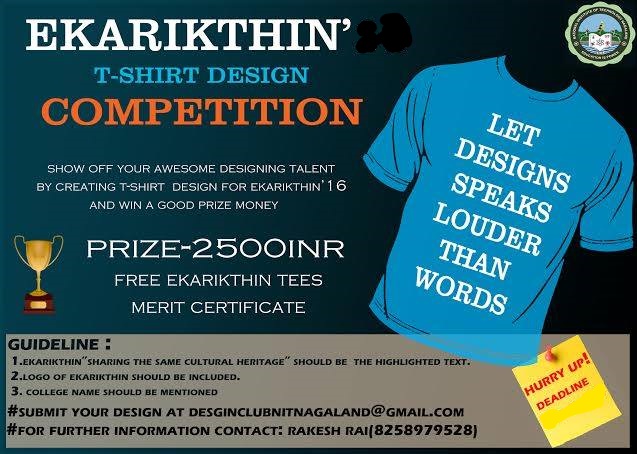 EKARIKTHIN'
T-SHIRT DESIGN
COMPETITION
SHOW OFF YOUR AWESOME DESIGNING TALENT
BY CREATING T-SHIRT DESIGN FOR EKARIKTHIN'16
AND WIN A GOOD PRIZE MONEY
PRIZE-2500INR
FREE EKARIKTHIN TEES
MERIT CERTIFICATE
LET
DESIGNS
SPEAKS
LOUDER
THAN
WORDS
GUIDELINE :
1.EKARIKTHIN"SHARING THE SAME CULTURAL HERITAGE" SHOULD BE THE HIGHLIGHTED TEXT.
2.LOGO OF EKARIKTHIN SHOULD BE INCLUDED.
3. COLLEGE NAME SHOULD BE MENTIONED
#SUBMIT YOUR DESIGN AT DESGINCLUBNITNAGALAND@GMAIL.COM
#FOR FURTHER INFORMATION CONTACT: RAKESH RAI(8258979528)
HURRY UP!
DEADLINE